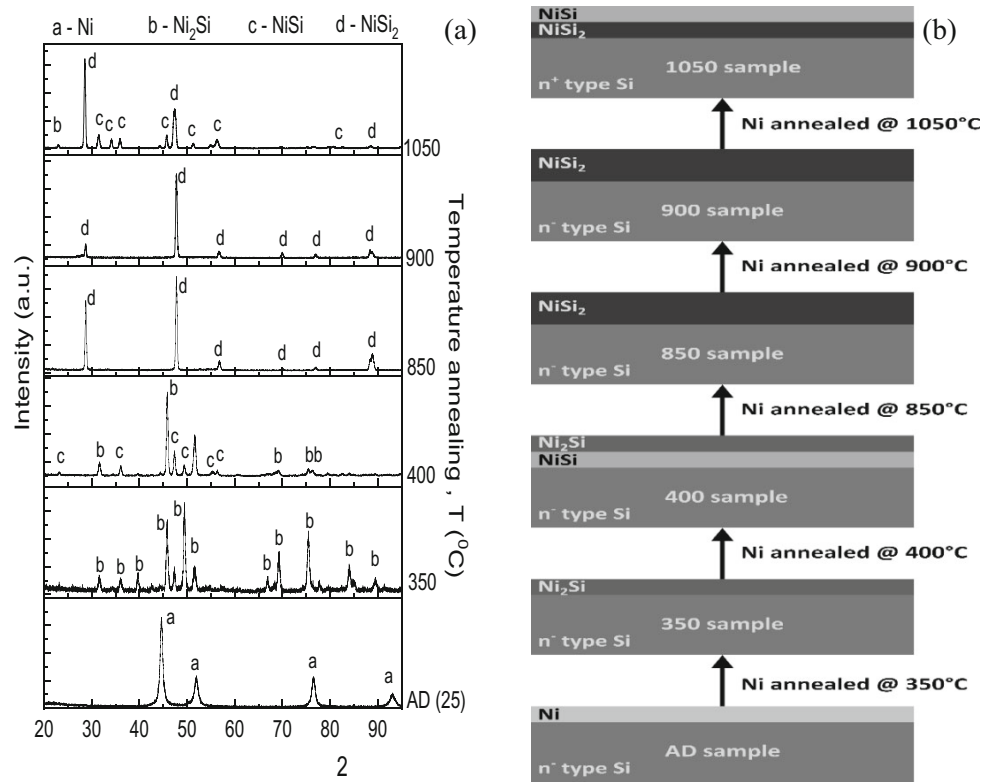 a - Ni b - Ni₂Si c - NiSi d - NiSi₂ (a)
d
b c c c c d c c c d
1050
d
d d d d d
900
d d
d d d d
850
b
c b c c c c b bb
400
b b b b b b b b b b b
350
a
a a a
AD (25)
20 30 40 50 60 70 80 90
2
Intensity (a.u.)
Temperature annealing , T (⁰C)
(b)
NiSi
NiSi₂
1050 sample
n⁺ type Si
Ni annealed @ 1050°C
NiSi₂
900 sample
n⁻ type Si
Ni annealed @ 900°C
NiSi₂
850 sample
n⁻ type Si
Ni annealed @ 850°C
Ni₂Si
NiSi
400 sample
n⁻ type Si
Ni annealed @ 400°C
Ni₂Si
350 sample
n⁻ type Si
Ni annealed @ 350°C
Ni
AD sample
n⁻ type Si